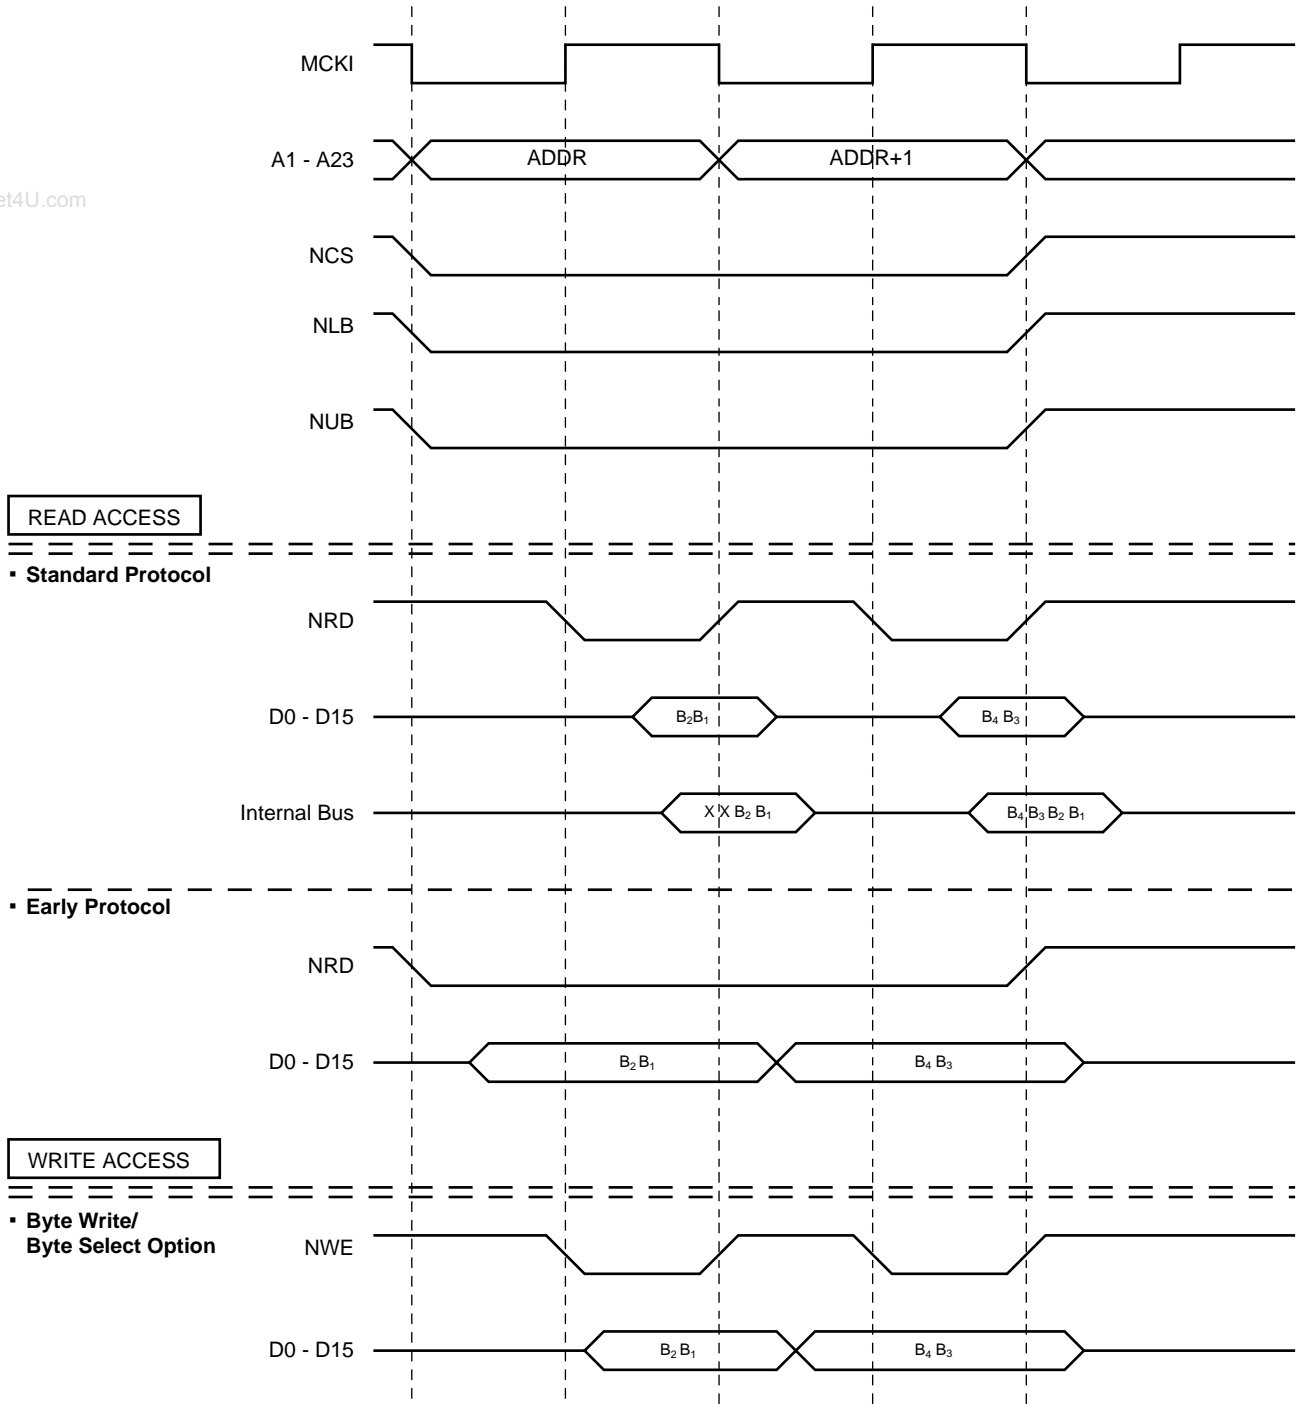 MCKI
A1 - A23 ADDR ADDR+1
et4U.com
NCS
NLB
NUB
READ ACCESS
▪ Standard Protocol
NRD
D0 - D15 B₂B₁ B₄ B₃
Internal Bus X X B₂ B₁ B₄ B₃ B₂ B₁
▪ Early Protocol
NRD
D0 - D15 B₂ B₁ B₄ B₃
WRITE ACCESS
▪ Byte Write/
Byte Select Option NWE
D0 - D15 B₂ B₁ B₄ B₃